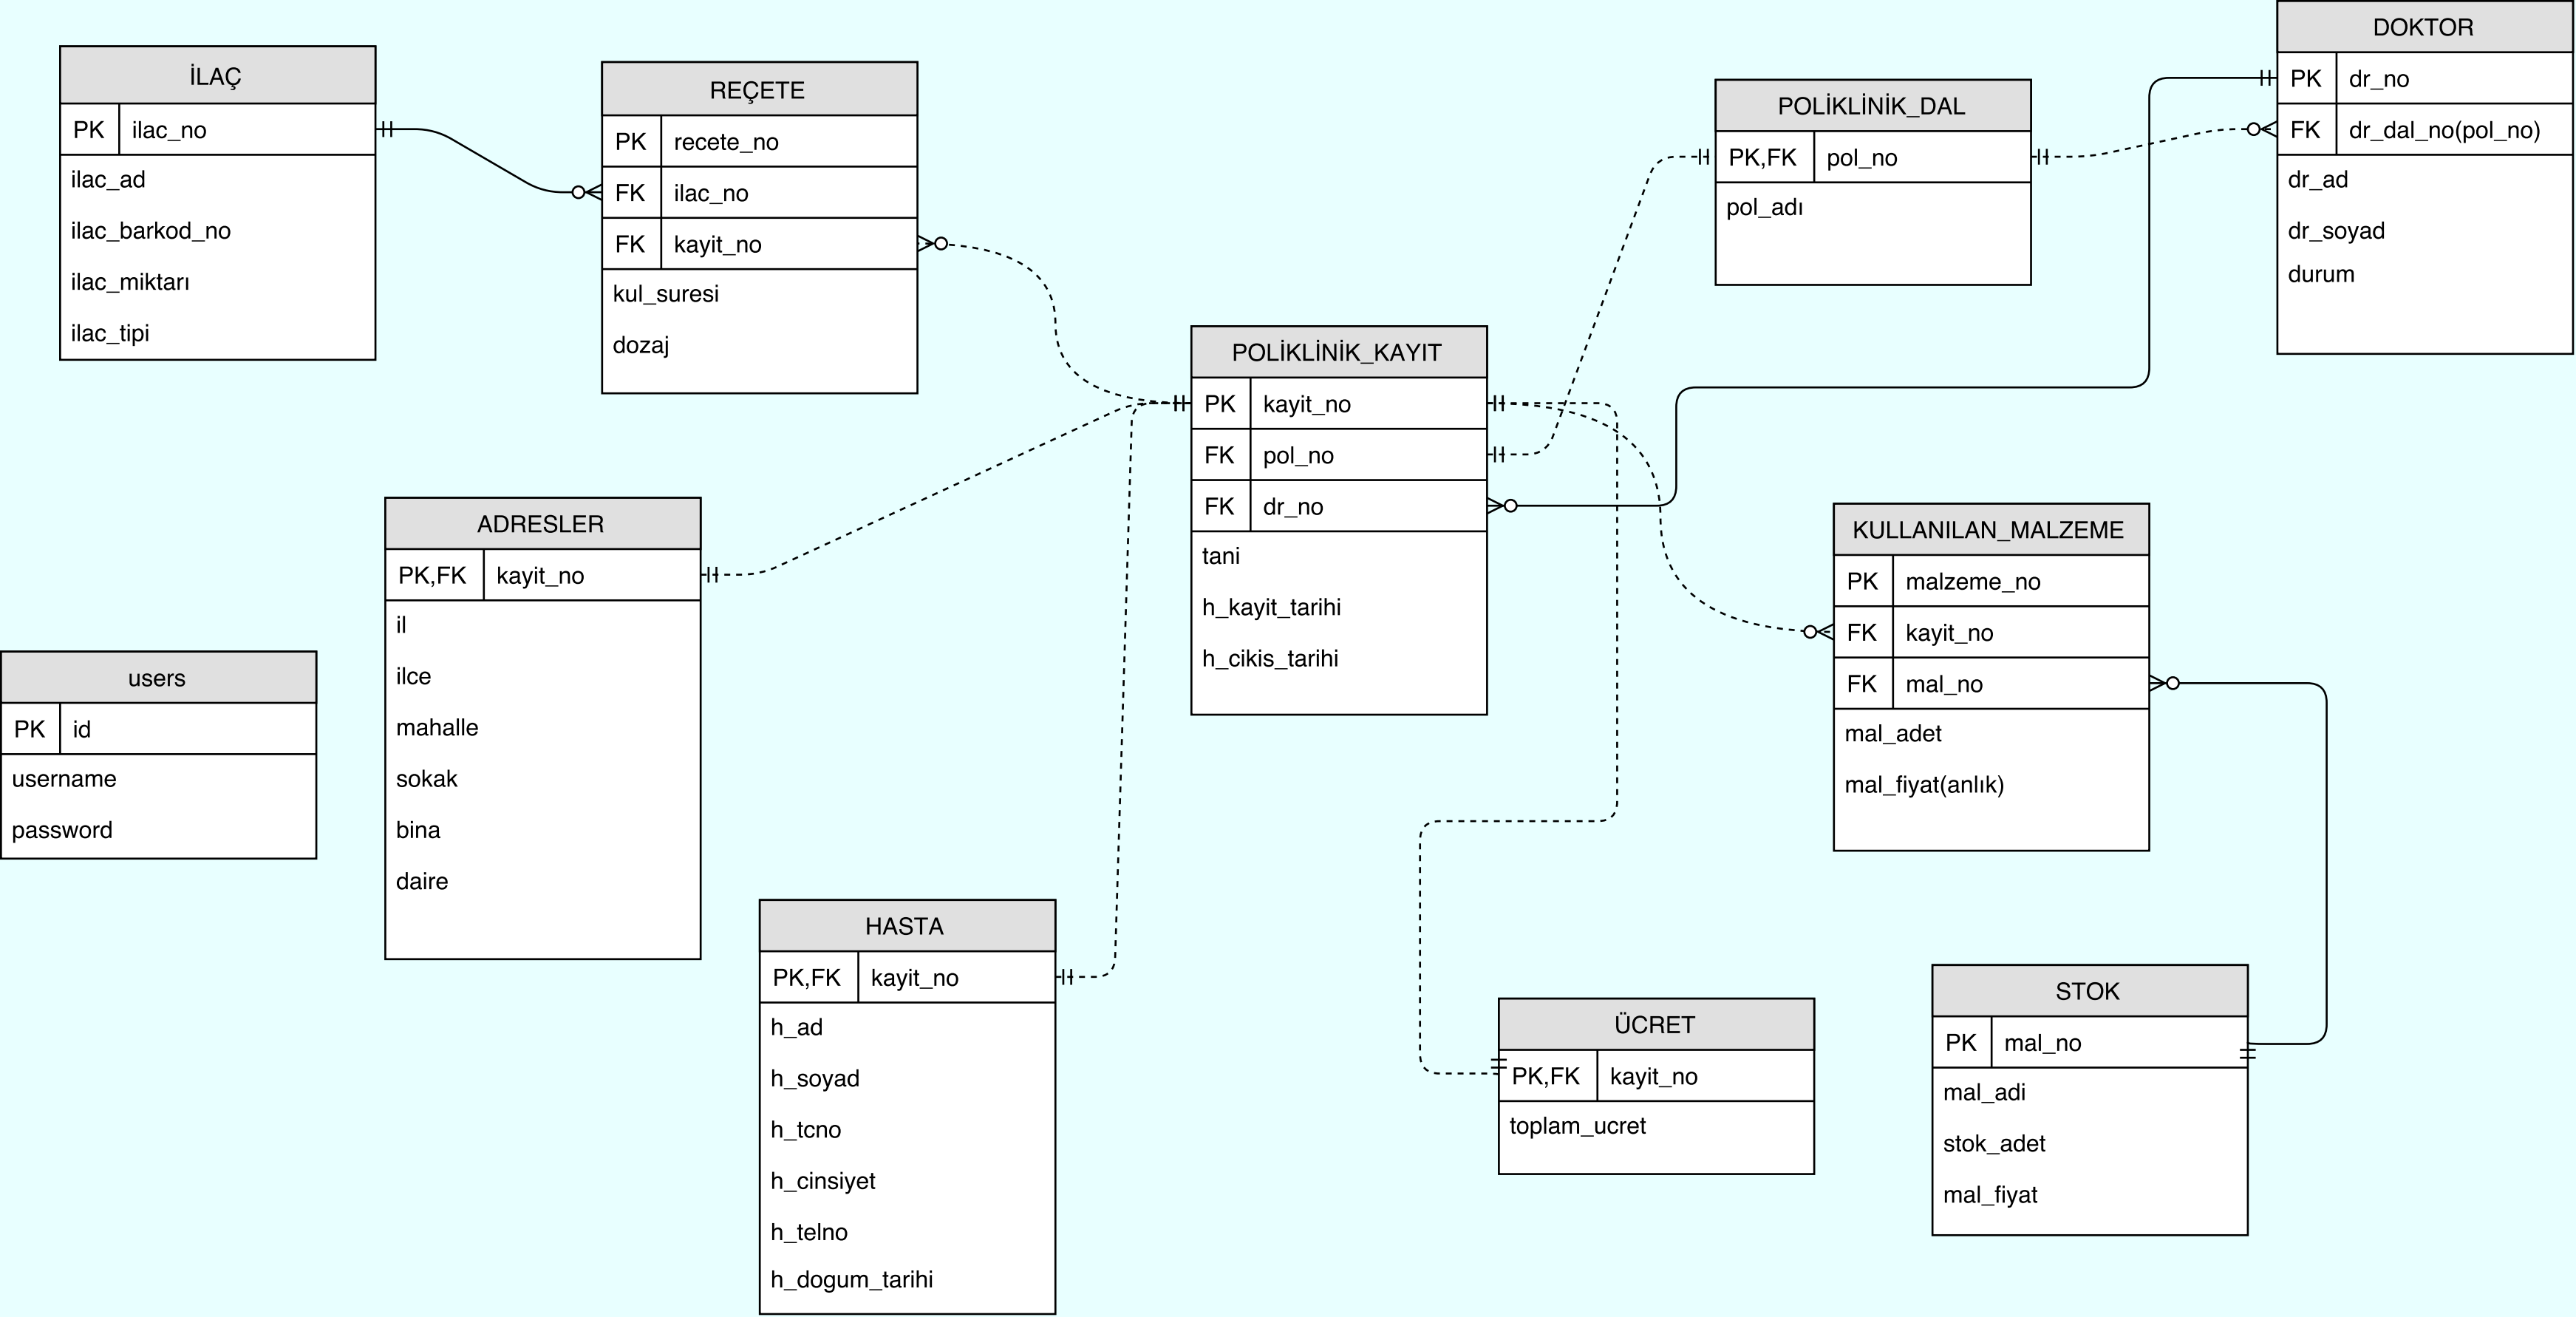 İLAÇ
PK ilac_no
ilac_ad
ilac_barkod_no
ilac_miktarı
ilac_tipi
REÇETE
PK recete_no
FK ilac_no
FK kayit_no
kul_suresi
dozaj
POLİKLİNİK_DAL
PK,FK pol_no
pol_adı
DOKTOR
PK dr_no
FK dr_dal_no(pol_no)
dr_ad
dr_soyad
durum
POLİKLİNİK_KAYIT
PK kayit_no
FK pol_no
FK dr_no
tani
h_kayit_tarihi
h_cikis_tarihi
ADRESLER
PK,FK kayit_no
il
ilce
mahalle
sokak
bina
daire
users
PK id
username
password
KULLANILAN_MALZEME
PK malzeme_no
FK kayit_no
FK mal_no
mal_adet
mal_fiyat(anlık)
HASTA
PK,FK kayit_no
h_ad
h_soyad
h_tcno
h_cinsiyet
h_telno
h_dogum_tarihi
ÜCRET
PK,FK kayit_no
toplam_ucret
STOK
PK mal_no
mal_adi
stok_adet
mal_fiyat